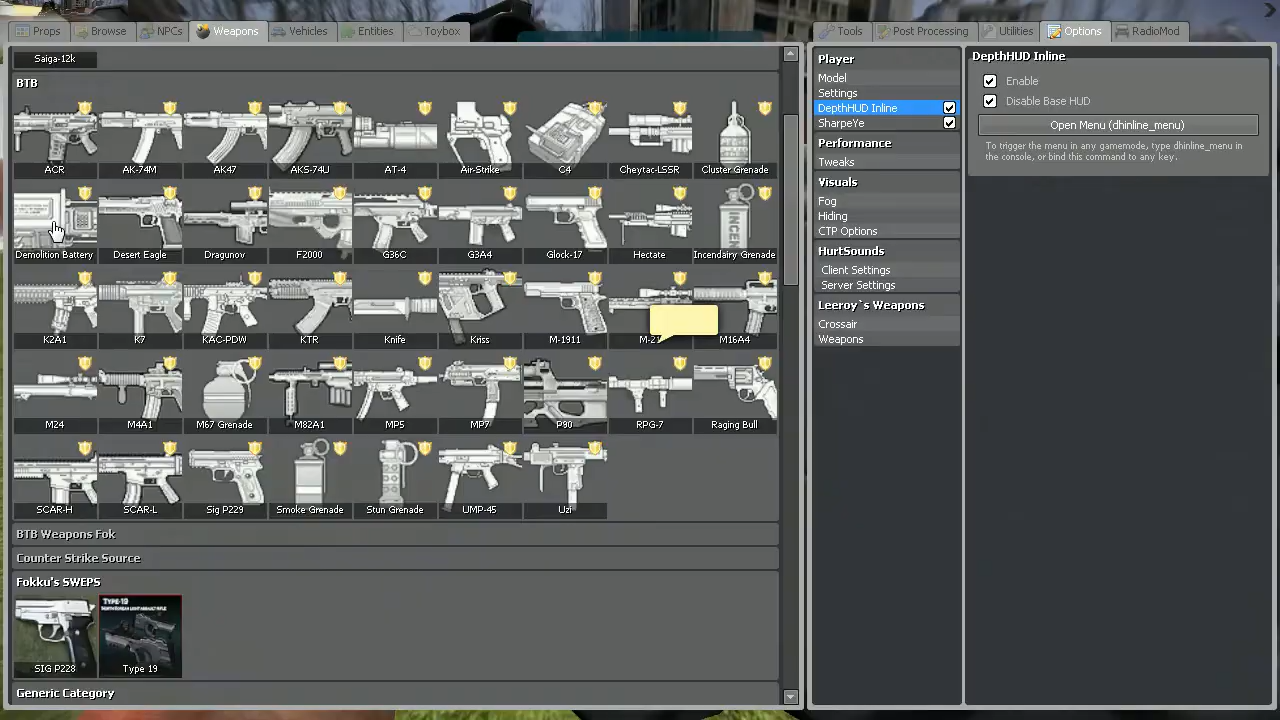 Props Browse NPCs Weapons Vehicles Entities Toybox
Saiga-12k
BTB
ACR AK-74M AK47 AKS-74U AT-4 Air-Strike C4 Cheytac-LSSR Cluster Grenade
Demolition Battery Desert Eagle Dragunov F2000 G36C G3A4 Glock-17 Hectate Incendairy Grenade
K2A1 K7 KAC-PDW KTR Knife Kriss M-1911 M16A4
M24 M4A1 M67 Grenade M82A1 MP5 MP7 P90 RPG-7 Raging Bull
SCAR-H SCAR-L Sig P229 Smoke Grenade Stun Grenade UMP-45 Uzi
BTB Weapons Fok
Counter Strike Source
Fokku's SWEPS
TYPE-19
SIG P228 Type 19
Generic Category
Tools Post Processing Utilities Options RadioMod
Player
Model
Settings
DepthHUD Inline
SharpeYe
Performance
Tweaks
Visuals
Fog
Hiding
CTP Options
HurtSounds
Client Settings
Server Settings
Leeroy`s Weapons
Crossair
Weapons
DepthHUD Inline
Enable
Disable Base HUD
Open Menu (dhinline_menu)
To trigger the menu in any gamemode, type dhinline_menu in
the console, or bind this command to any key.